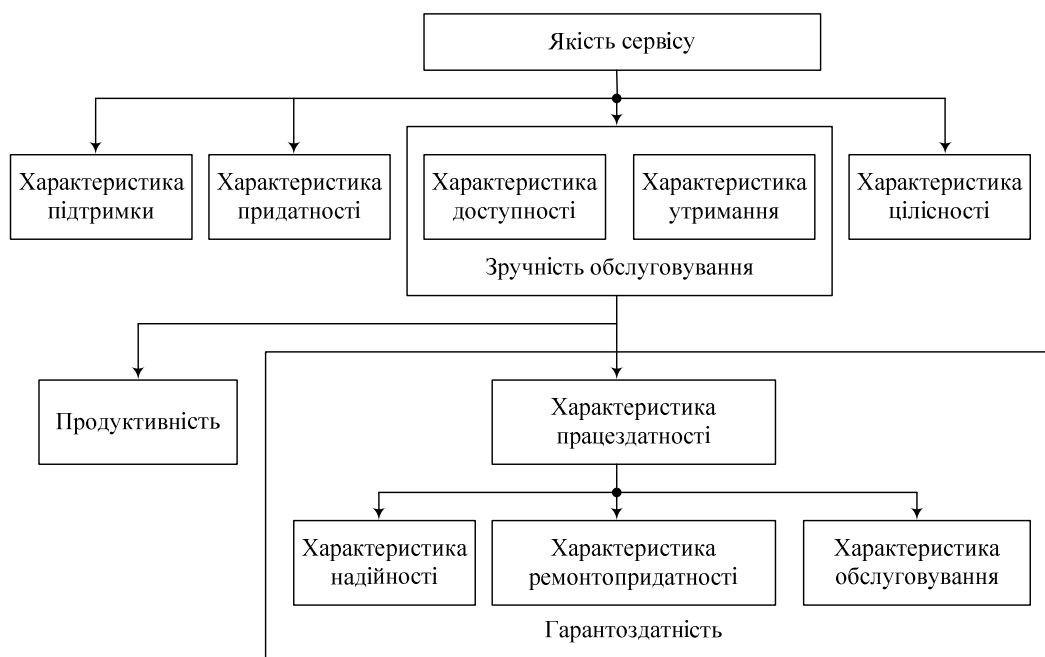 Якість сервісу
Характеристика
підтримки
Характеристика
придатності
Характеристика
доступності
Характеристика
утримання
Характеристика
цілісності
Зручність обслуговування
Продуктивність
Характеристика
працездатності
Характеристика
надійності
Характеристика
ремонтопридатності
Характеристика
обслуговування
Гарантоздатність